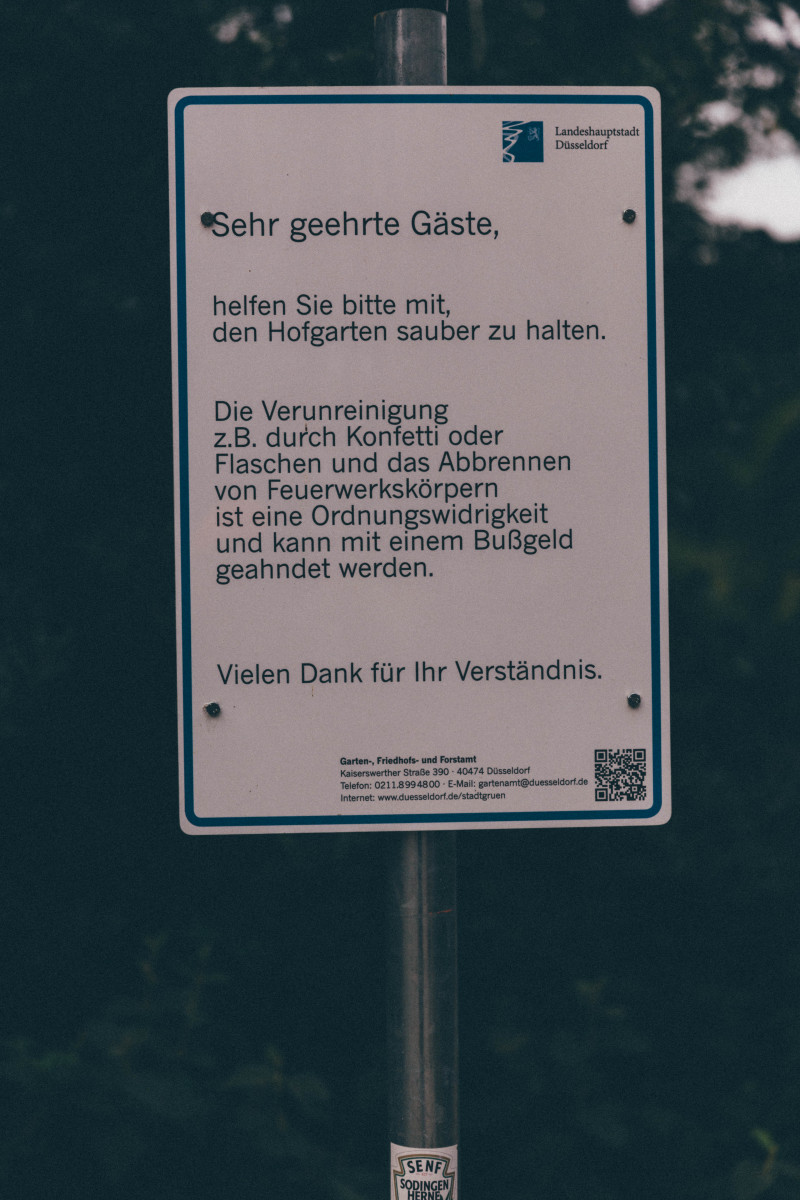 Landeshauptstadt
Düsseldorf
Sehr geehrte Gäste,
helfen Sie bitte mit,
den Hofgarten sauber zu halten.
Die Verunreinigung
z.B. durch Konfetti oder
Flaschen und das Abbrennen
von Feuerwerkskörpern
ist eine Ordnungswidrigkeit
und kann mit einem Bußgeld
geahndet werden.
Vielen Dank für Ihr Verständnis.
Garten-, Friedhofs- und Forstamt
Kaiserswerther Straße 390 · 40474 Düsseldorf
Telefon: 0211.8994800 · E-Mail: gartenamt@duesseldorf.de
Internet: www.duesseldorf.de/stadtgruen
SENF
SODINGEN
HERNE